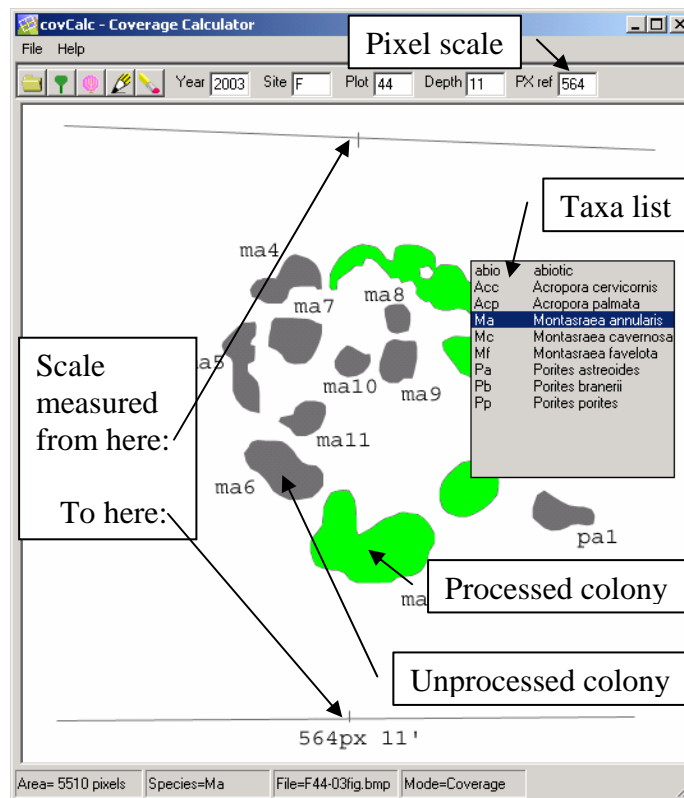 covCalc - Coverage Calculator
File Help
Pixel scale
Year 2003 Site F Plot 44 Depth 11 PX ref 564
Taxa list
abio abiotic
Acc Acropora cervicornis
Acp Acropora palmata
Ma Montasraea annularis
Mc Montasraea cavernosa
Mf Montasraea favelota
Pa Porites astreoides
Pb Porites branerii
Pp Porites porites
ma4
ma7
ma8
a5
ma10
ma9
ma11
ma6
pa1
ma
Scale
measured
from here:
To here:
Processed colony
Unprocessed colony
564px 11'
Area= 5510 pixels Species=Ma File=F44-03fig.bmp Mode=Coverage